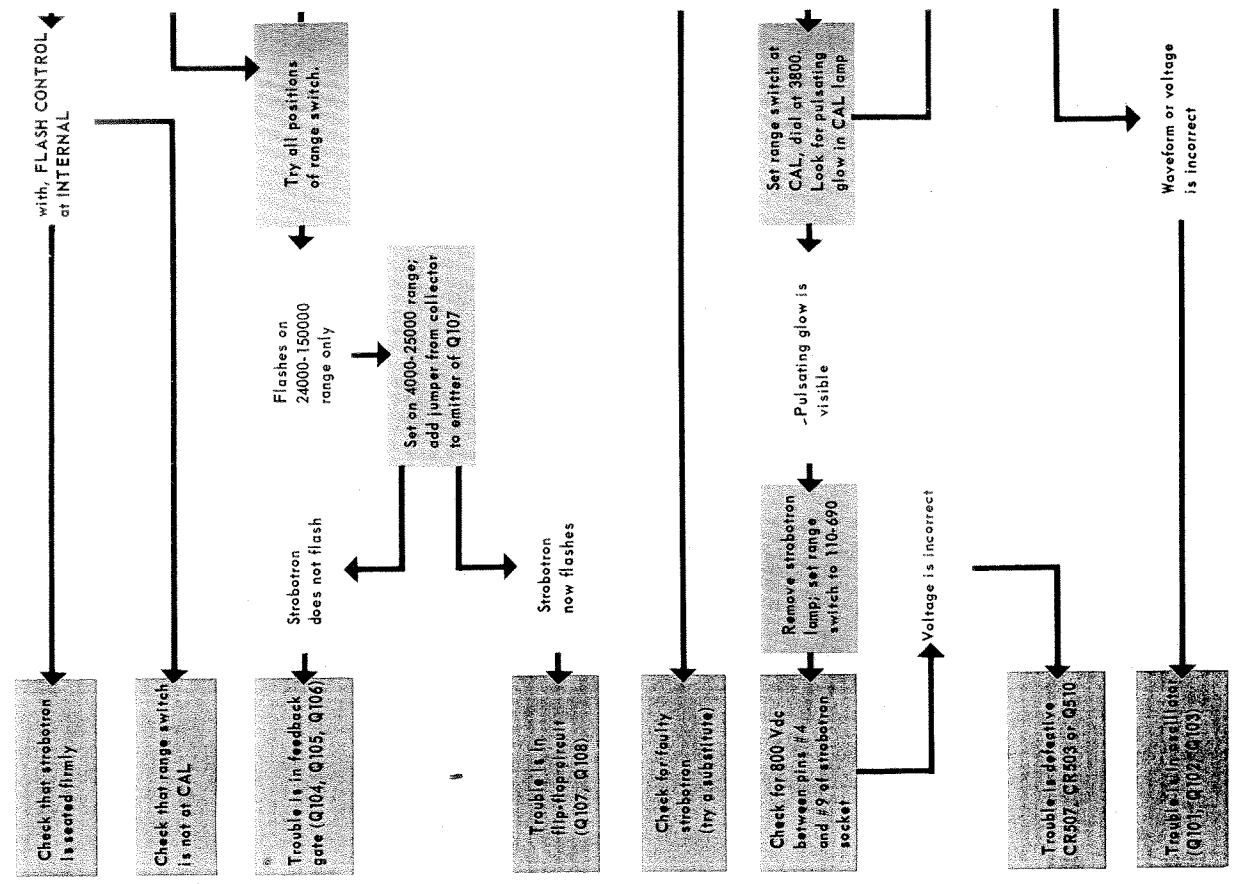 with, FLASH CONTROL
at INTERNAL
Try all positions
of range switch.
Set range switch at
CAL, dial at 3800.
Look for pulsating
glow in CAL lamp
Waveform or voltage
is incorrect
Flashes on
24000-150000
range only
Set on 4000-25000 range;
add jumper from collector
to emitter of Q107
Pulsating glow is
visible
Strobotron
does not flash
Strobotron
now flashes
Remove strobotron
lamp; set range
switch to 110-690
Voltage is incorrect
Check that strobotron
is seated firmly
Check that range switch
is not at CAL
Trouble is in feedback
gate (Q104, Q105, Q106)
Trouble is in
flip-flop circuit
(Q107, Q108)
Check for faulty
strobotron
(try a substitute)
Check for 800 Vdc
between pins #4
and #9 of strobotron
socket
Trouble is defective
CR507, CR503 or Q510
Trouble is in oscillator
(Q101, Q102, Q103)